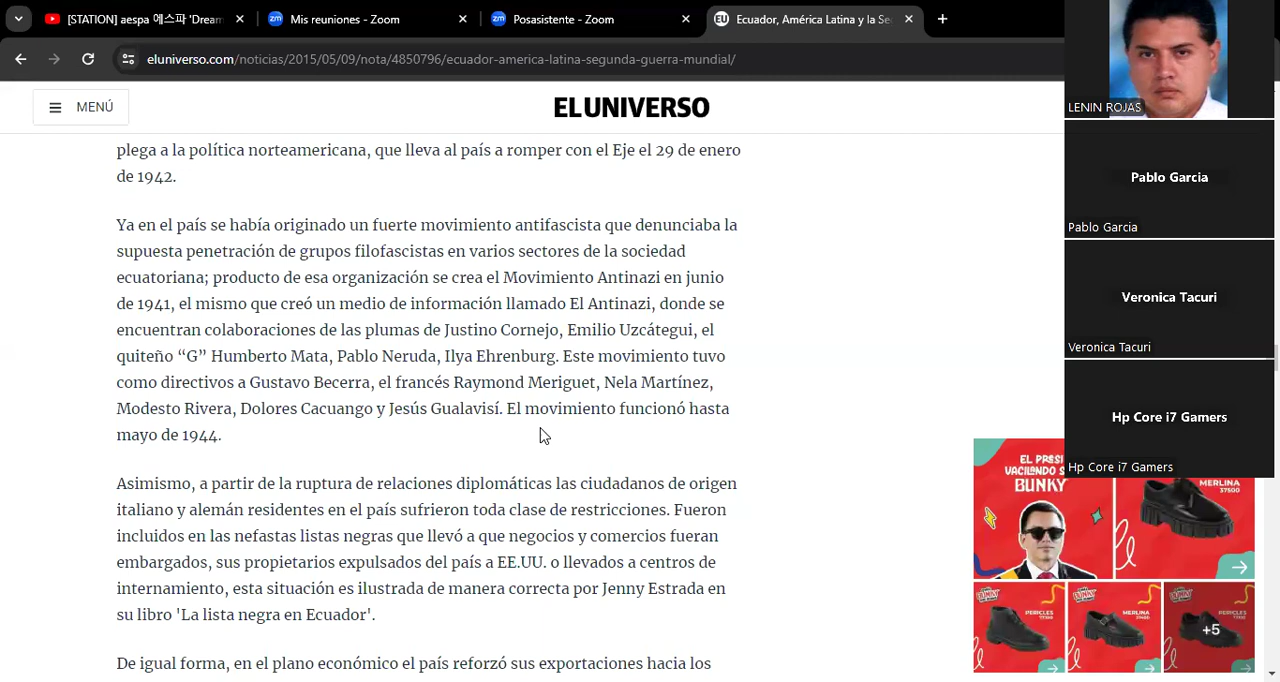 [STATION] aespa 에스파 'Dream
Mis reuniones - Zoom
Posasistente - Zoom
Ecuador, América Latina y la Se
eluniverso.com/noticias/2015/05/09/nota/4850796/ecuador-america-latina-segunda-guerra-mundial/
MENÚ
EL UNIVERSO
plega a la política norteamericana, que lleva al país a romper con el Eje el 29 de enero
de 1942.
Ya en el país se había originado un fuerte movimiento antifascista que denunciaba la
supuesta penetración de grupos filofascistas en varios sectores de la sociedad
ecuatoriana; producto de esa organización se crea el Movimiento Antinazi en junio
de 1941, el mismo que creó un medio de información llamado El Antinazi, donde se
encuentran colaboraciones de las plumas de Justino Cornejo, Emilio Uzcátegui, el
quiteño “G” Humberto Mata, Pablo Neruda, Ilya Ehrenburg. Este movimiento tuvo
como directivos a Gustavo Becerra, el francés Raymond Meriguet, Nela Martínez,
Modesto Rivera, Dolores Cacuango y Jesús Gualavisí. El movimiento funcionó hasta
mayo de 1944.
Asimismo, a partir de la ruptura de relaciones diplomáticas las ciudadanos de origen
italiano y alemán residentes en el país sufrieron toda clase de restricciones. Fueron
incluidos en las nefastas listas negras que llevó a que negocios y comercios fueran
embargados, sus propietarios expulsados del país a EE.UU. o llevados a centros de
internamiento, esta situación es ilustrada de manera correcta por Jenny Estrada en
su libro 'La lista negra en Ecuador'.
De igual forma, en el plano económico el país reforzó sus exportaciones hacia los
LENIN ROJAS
Pablo Garcia
Pablo Garcia
Veronica Tacuri
Veronica Tacuri
Hp Core i7 Gamers
Hp Core i7 Gamers
EL PRESI
VACILANDO S
BUNKY
MERLINA
37500
PERICLES
MERLINA
PERICLES
+5